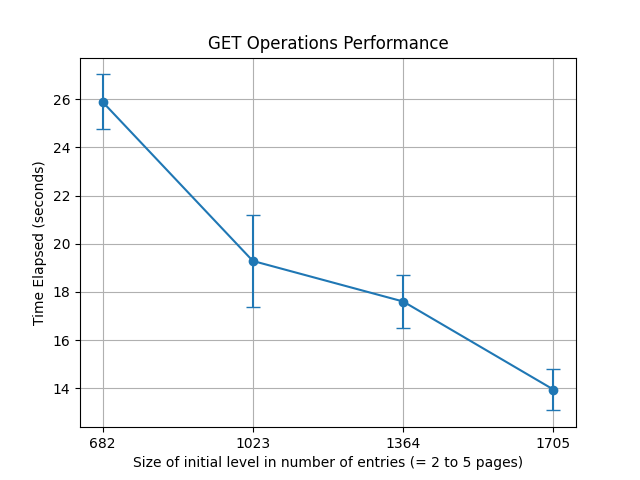 GET Operations Performance
Time Elapsed (seconds)
26
24
22
20
18
16
14
682 1023 1364 1705
Size of initial level in number of entries (= 2 to 5 pages)